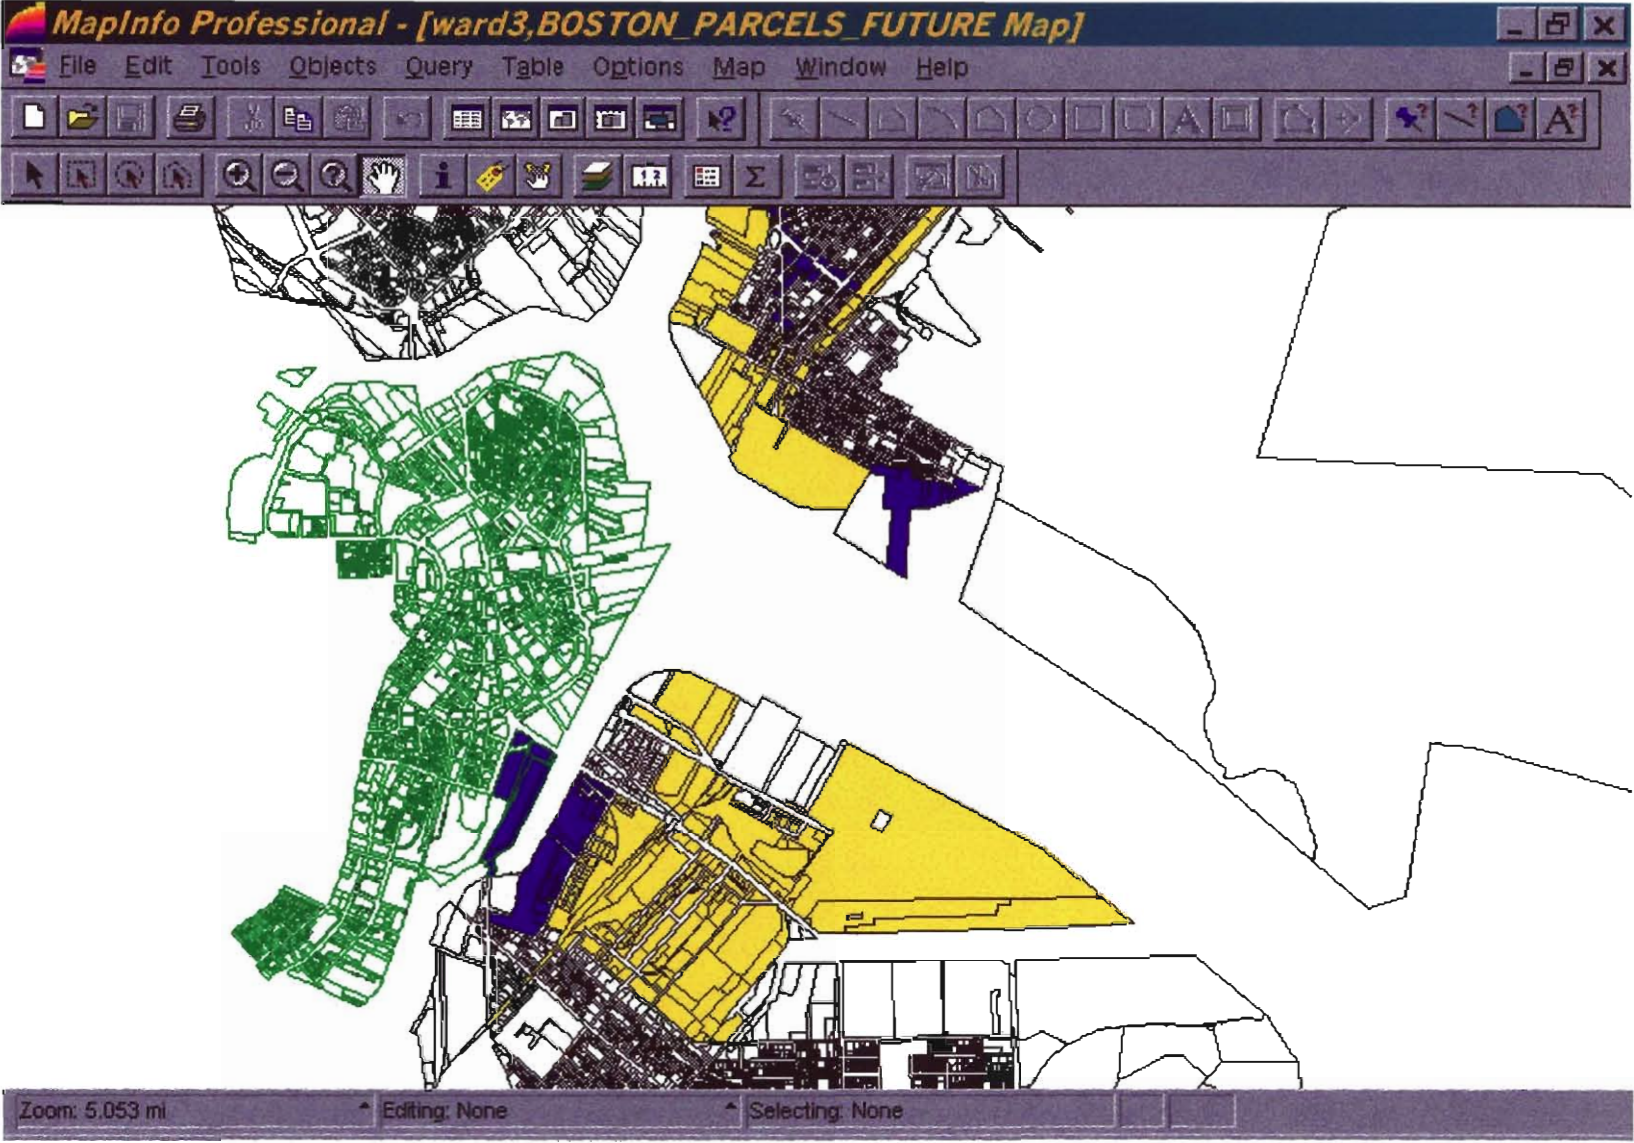 MapInfo Professional - [ward3,BOSTON_PARCELS_FUTURE Map]
File Edit Tools Objects Query Table Options Map Window Help
Zoom: 5.053 mi Editing: None Selecting: None